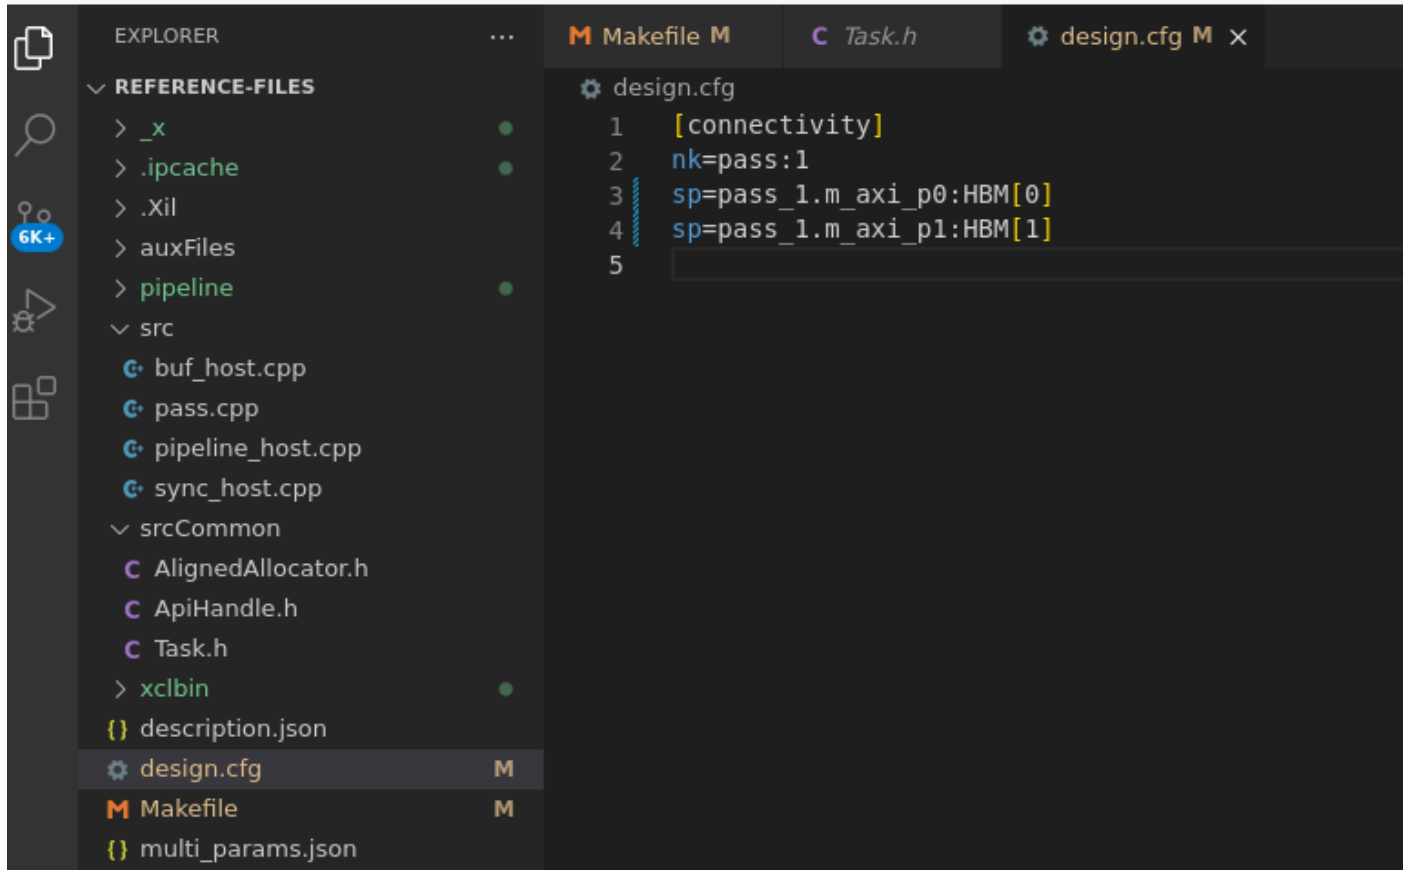 EXPLORER ...
REFERENCE-FILES
_x
.ipcache
.Xil
auxFiles
pipeline
src
buf_host.cpp
pass.cpp
pipeline_host.cpp
sync_host.cpp
srcCommon
C AlignedAllocator.h
C ApiHandle.h
C Task.h
xclbin
{} description.json
design.cfg M
M Makefile M
{} multi_params.json
6K+
M Makefile M
C Task.h
design.cfg M ×
design.cfg
1 [connectivity]
2 nk=pass:1
3 sp=pass_1.m_axi_p0:HBM[0]
4 sp=pass_1.m_axi_p1:HBM[1]
5